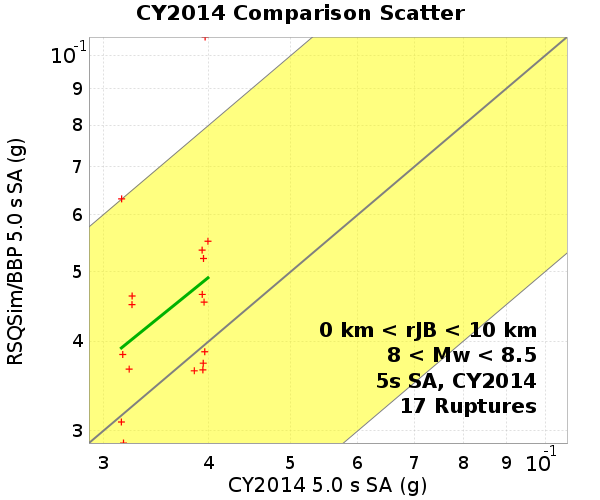 CY2014 Comparison Scatter
RSQSim/BBP 5.0 s SA (g)
10-1
9
8
7
6
5
4
3
0 km < rJB < 10 km
8 < Mw < 8.5
5s SA, CY2014
17 Ruptures
3 4 5 6 7 8 9 10-1
CY2014 5.0 s SA (g)